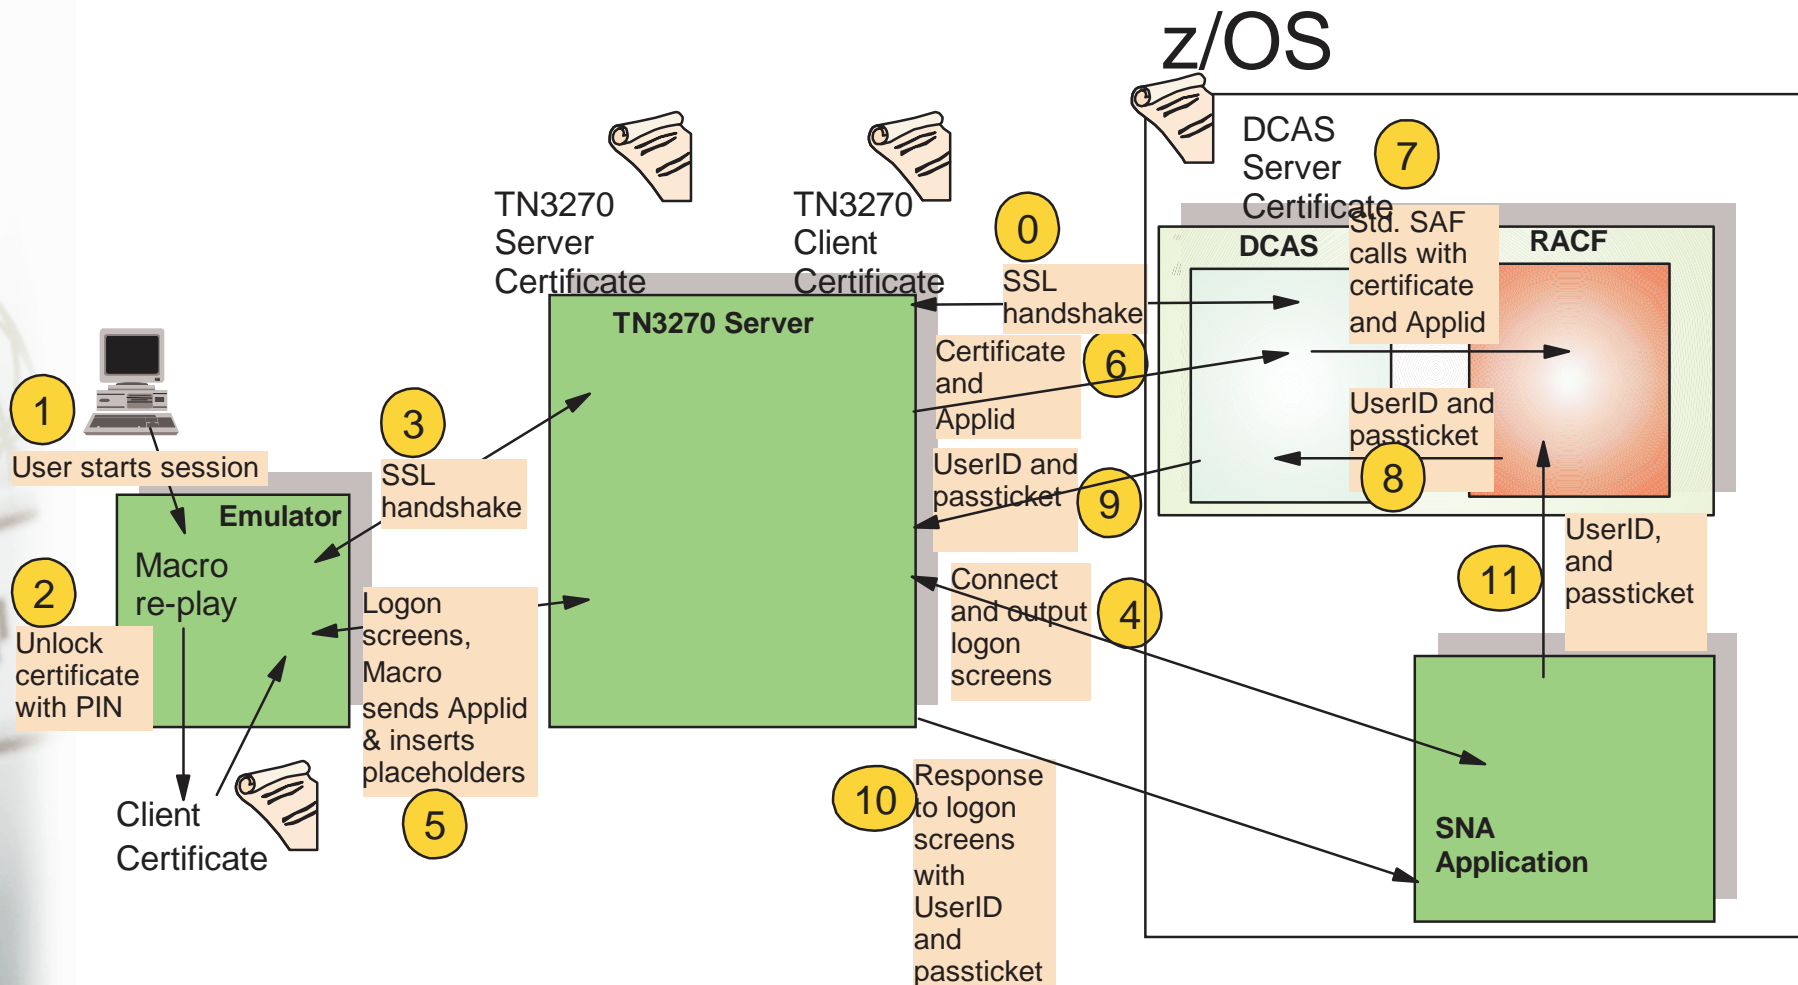 z/OS
DCAS
Server
Certificate
7
TN3270
Server
Certificate
TN3270
Client
Certificate
0
SSL
handshake
DCAS
Std. SAF
calls with
certificate
and Applid
RACF
TN3270 Server
Certificate
and
Applid
6
1
User starts session
3
SSL
handshake
UserID and
passticket
8
UserID and
passticket
9
Emulator
Macro
re-play
2
Unlock
certificate
with PIN
Logon
screens,
Macro
sends Applid
& inserts
placeholders
5
Connect
and output
logon
screens
4
11
UserID,
and
passticket
Client
Certificate
10
Response
to logon
screens
with
UserID
and
passticket
SNA
Application